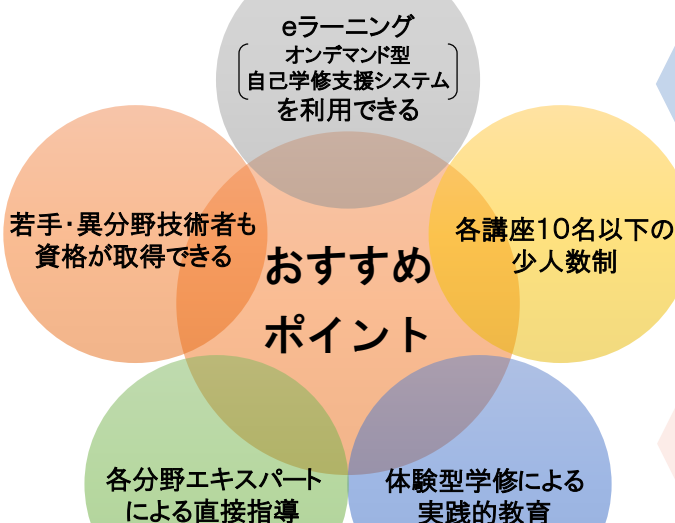 eラーニング
オンデマンド型
自己学修支援システム
を利用できる
若手・異分野技術者も
資格が取得できる
各講座10名以下の
少人数制
おすすめ
ポイント
各分野エキスパート
による直接指導
体験型学修による
実践的教育